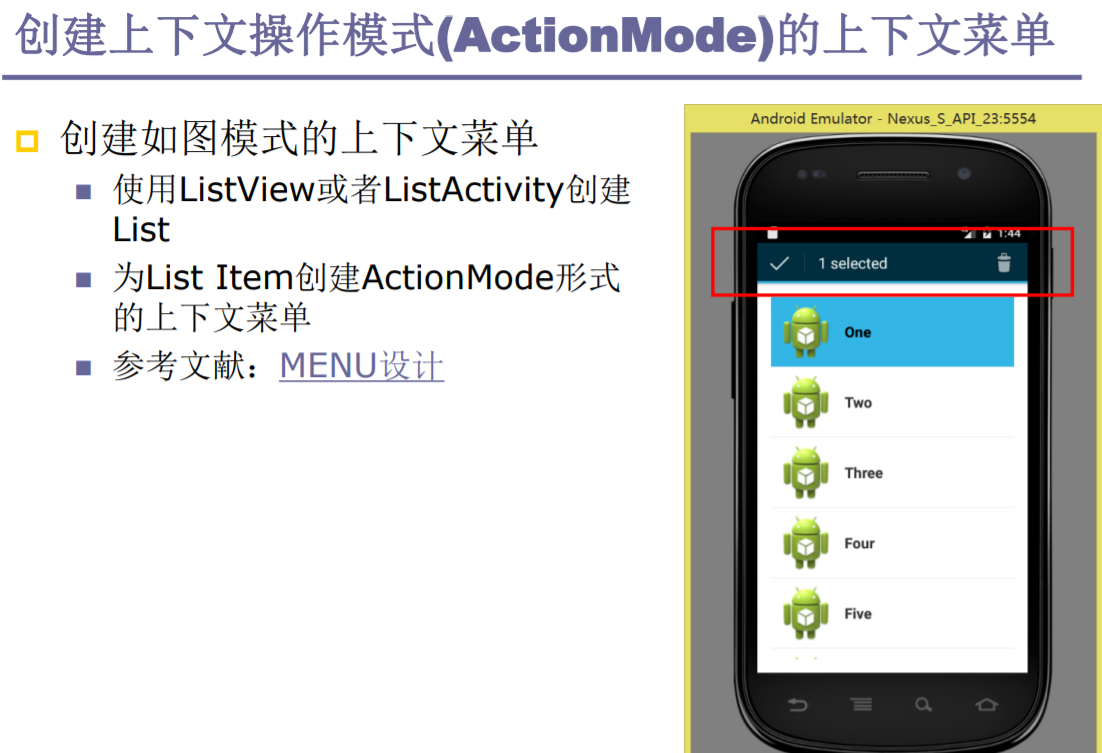 创建上下文操作模式(ActionMode)的上下文菜单
创建如图模式的上下文菜单
使用ListView或者ListActivity创建
List
为List Item创建ActionMode形式
的上下文菜单
参考文献：MENU设计
Android Emulator - Nexus_S_API_23:5554
1:44
1 selected
One
Two
Three
Four
Five